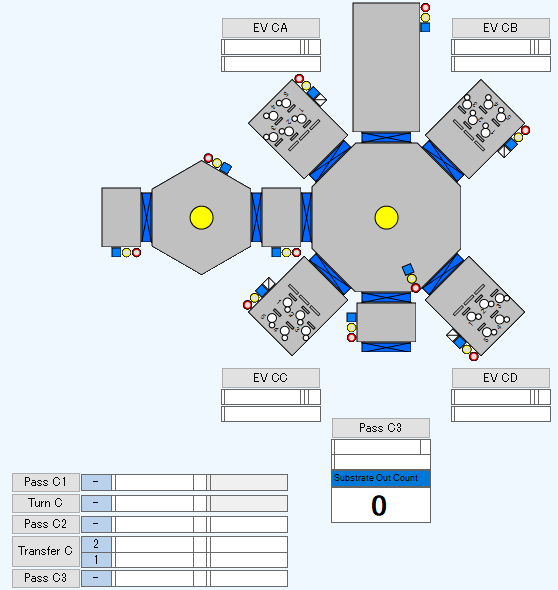 EV CA
EV CB
EV CC
EV CD
Pass C3
Substrate Out Count
0
Pass C1 -
Turn C -
Pass C2 -
Transfer C 2
1
Pass C3 -